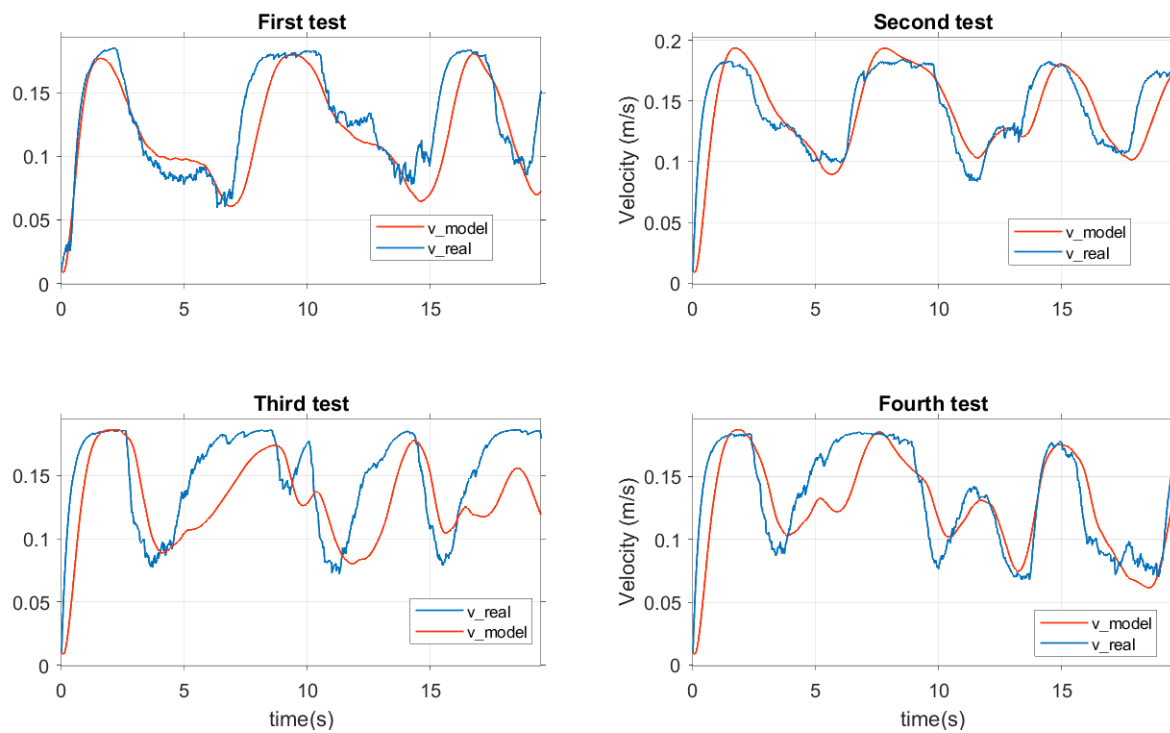 First test
0.15
0.1
0.05
0
v_model
v_real
0 5 10 15
Second test
Velocity (m/s)
0.2
0.15
0.1
0.05
0
v_model
v_real
0 5 10 15
Third test
0.15
0.1
0.05
0
v_real
v_model
0 5 10 15
time(s)
Fourth test
Velocity (m/s)
0.15
0.1
0.05
0
v_model
v_real
0 5 10 15
time(s)